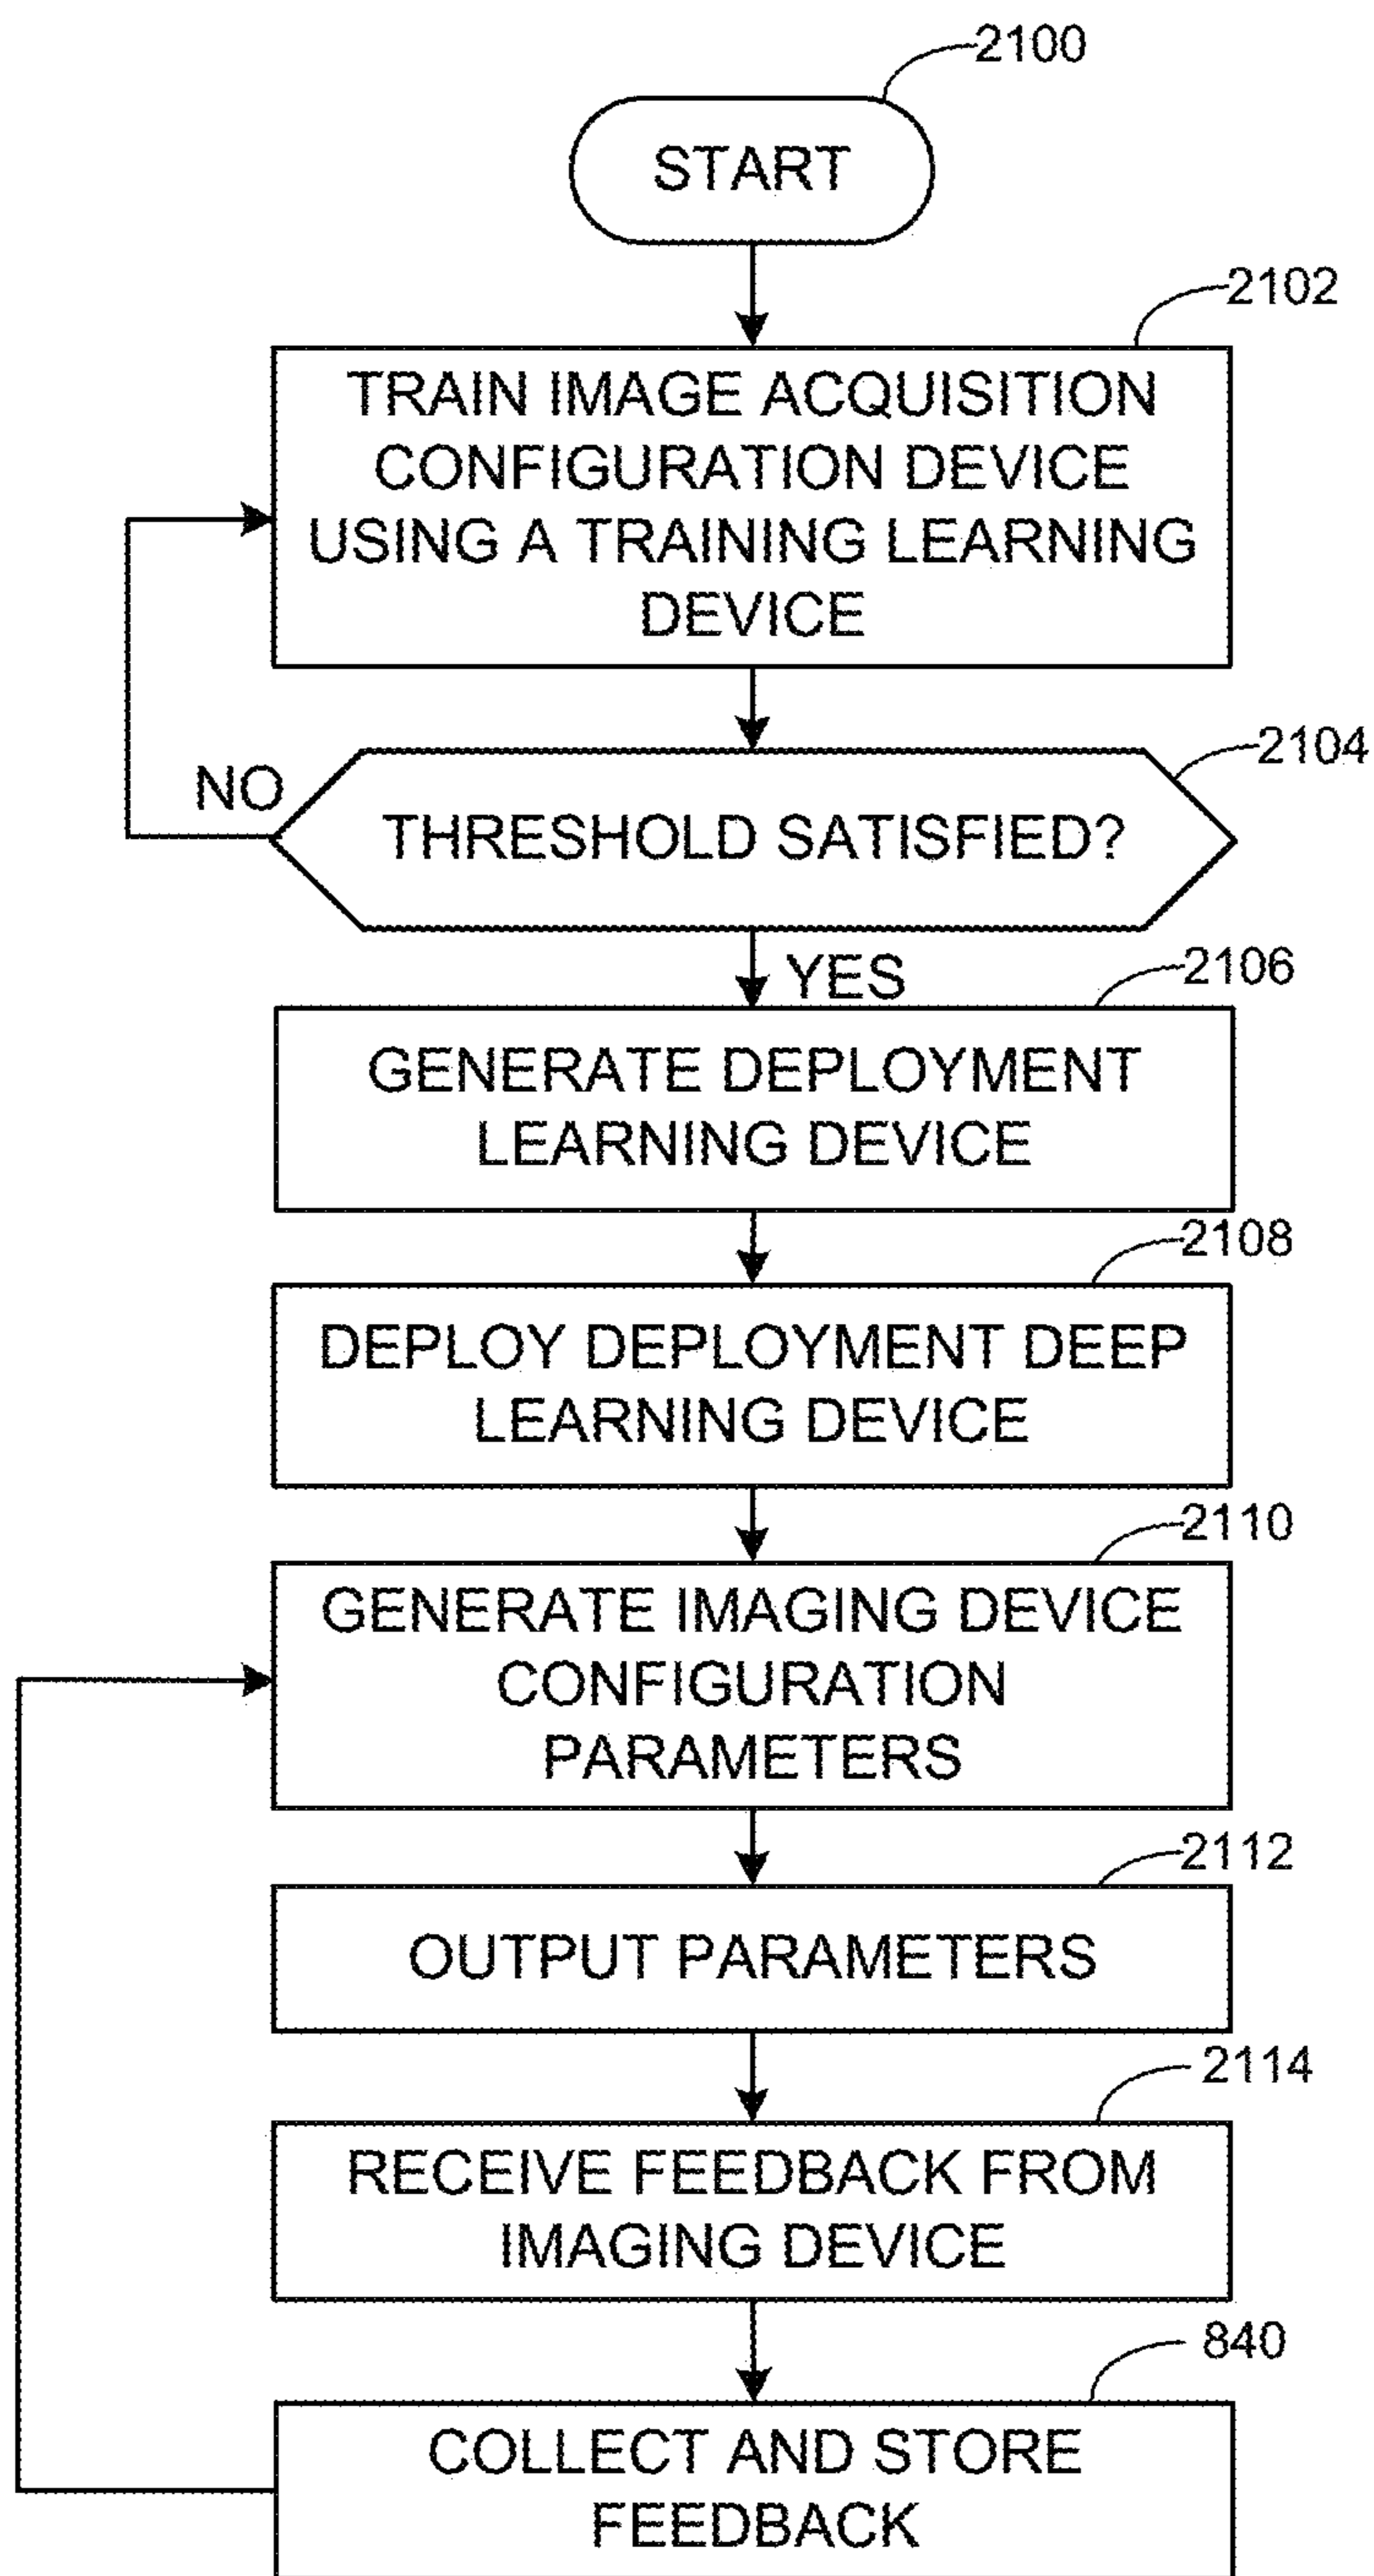 2100
START
2102
TRAIN IMAGE ACQUISITION
CONFIGURATION DEVICE
USING A TRAINING LEARNING
DEVICE
2104
NO
THRESHOLD SATISFIED?
YES
2106
GENERATE DEPLOYMENT
LEARNING DEVICE
2108
DEPLOY DEPLOYMENT DEEP
LEARNING DEVICE
2110
GENERATE IMAGING DEVICE
CONFIGURATION
PARAMETERS
2112
OUTPUT PARAMETERS
2114
RECEIVE FEEDBACK FROM
IMAGING DEVICE
840
COLLECT AND STORE
FEEDBACK